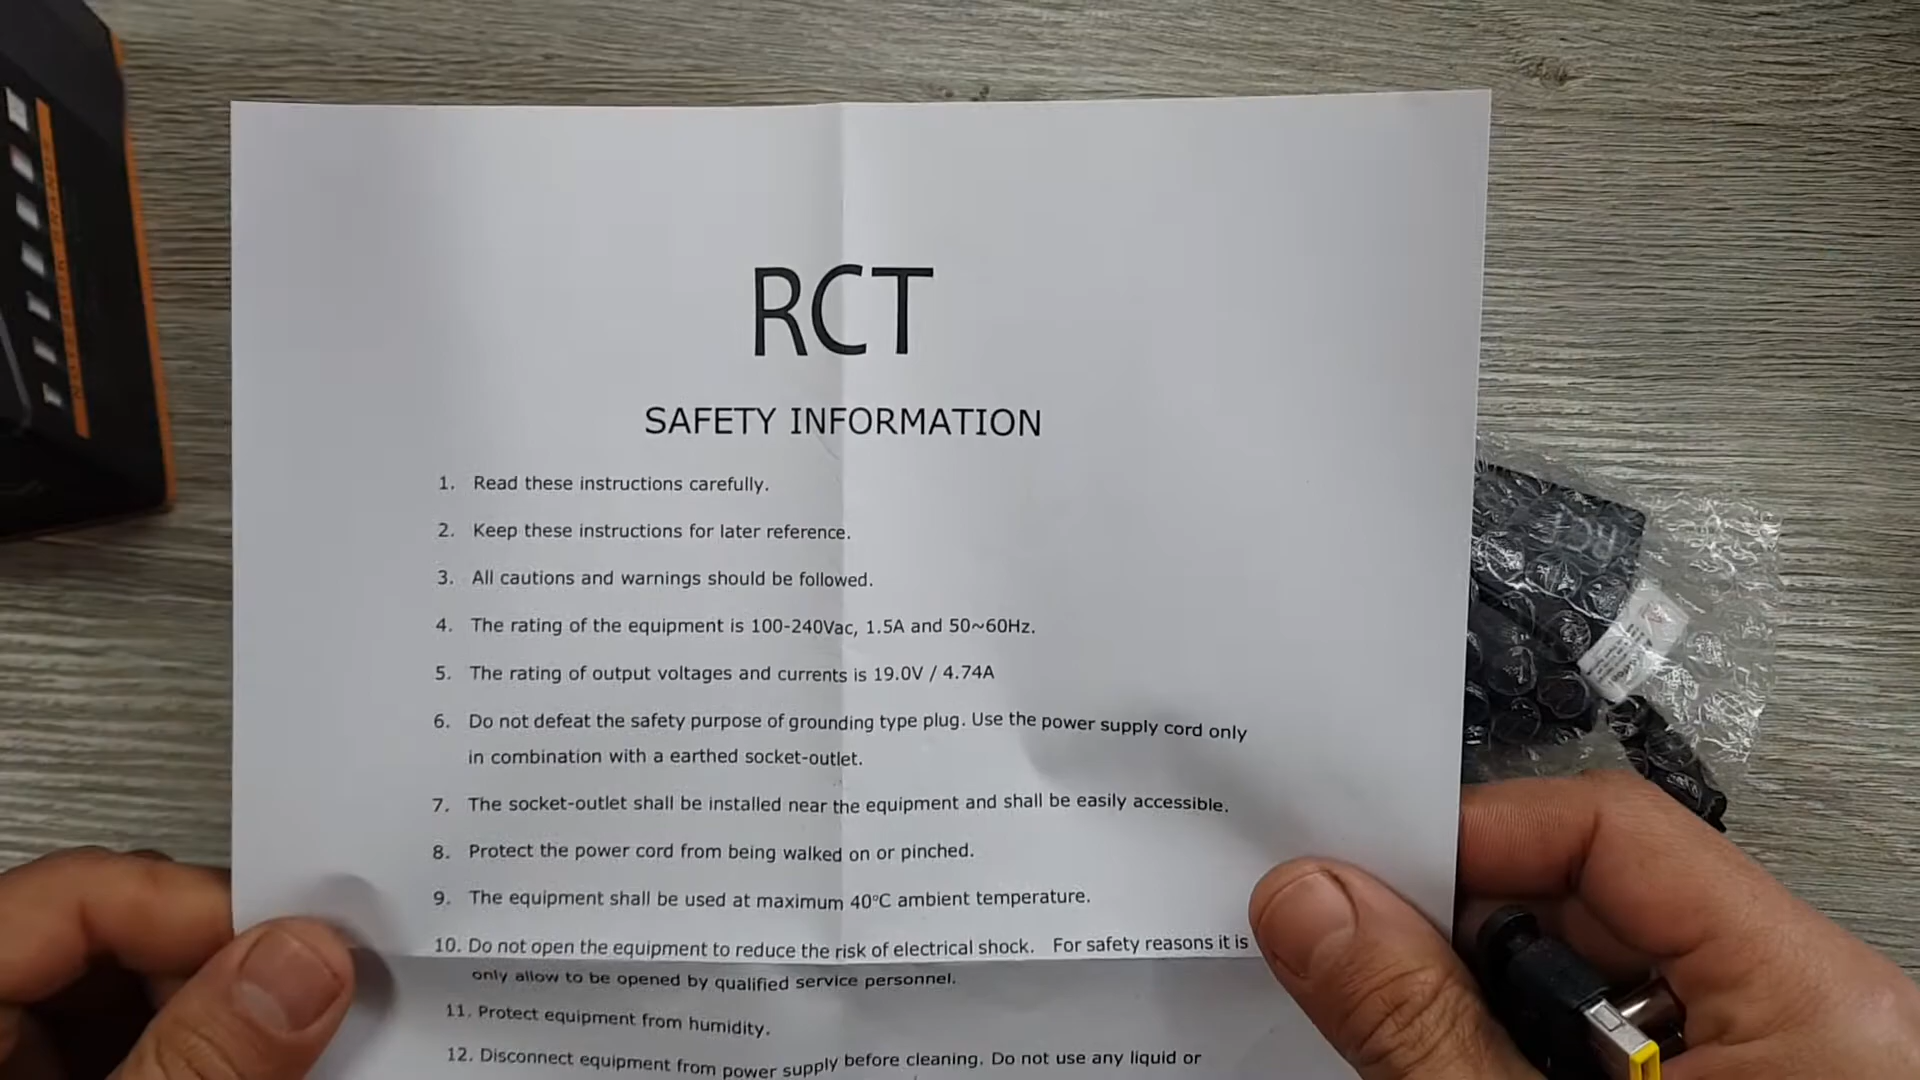 RCT
SAFETY INFORMATION
1. Read these instructions carefully.
2. Keep these instructions for later reference.
3. All cautions and warnings should be followed.
4. The rating of the equipment is 100-240Vac, 1.5A and 50~60Hz.
5. The rating of output voltages and currents is 19.0V / 4.74A
6. Do not defeat the safety purpose of grounding type plug. Use the power supply cord only
in combination with a earthed socket-outlet.
7. The socket-outlet shall be installed near the equipment and shall be easily accessible.
8. Protect the power cord from being walked on or pinched.
9. The equipment shall be used at maximum 40°C ambient temperature.
10. Do not open the equipment to reduce the risk of electrical shock. For safety reasons it is
only allow to be opened by qualified service personnel.
11. Protect equipment from humidity.
12. Disconnect equipment from power supply before cleaning. Do not use any liquid or
RCT